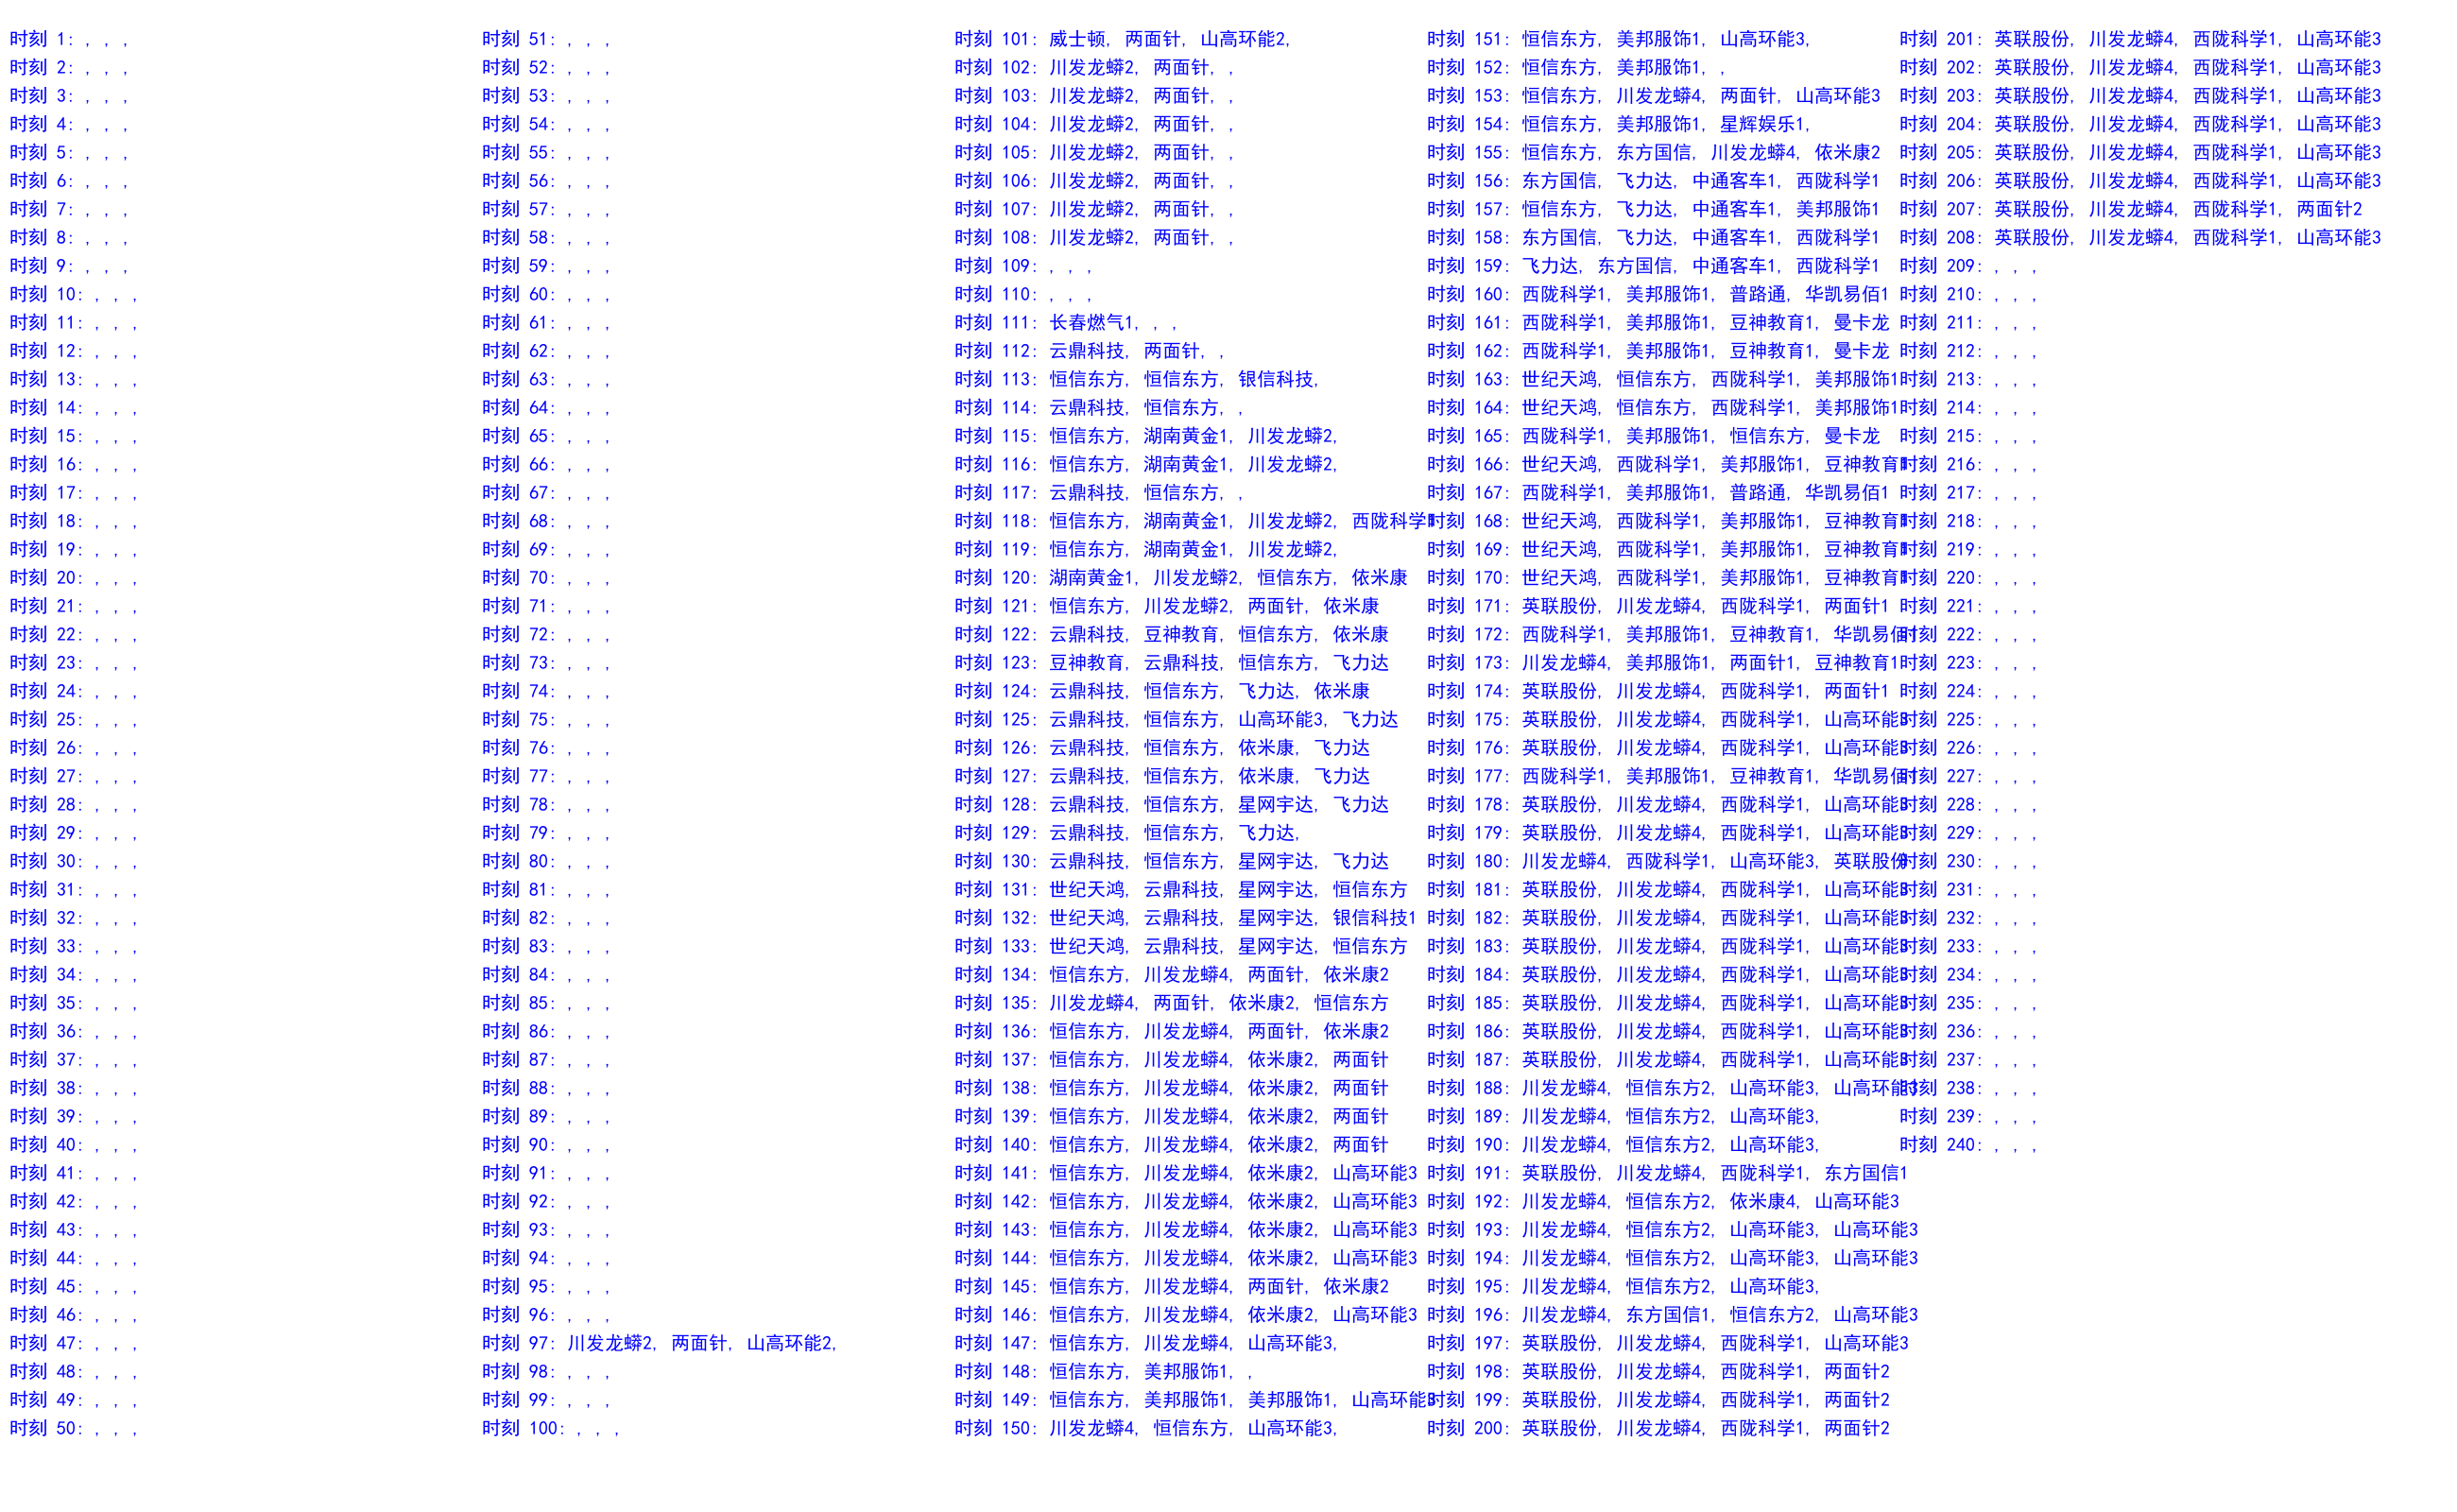 时刻 1: , , ,
时刻 2: , , ,
时刻 3: , , ,
时刻 4: , , ,
时刻 5: , , ,
时刻 6: , , ,
时刻 7: , , ,
时刻 8: , , ,
时刻 9: , , ,
时刻 10: , , ,
时刻 11: , , ,
时刻 12: , , ,
时刻 13: , , ,
时刻 14: , , ,
时刻 15: , , ,
时刻 16: , , ,
时刻 17: , , ,
时刻 18: , , ,
时刻 19: , , ,
时刻 20: , , ,
时刻 21: , , ,
时刻 22: , , ,
时刻 23: , , ,
时刻 24: , , ,
时刻 25: , , ,
时刻 26: , , ,
时刻 27: , , ,
时刻 28: , , ,
时刻 29: , , ,
时刻 30: , , ,
时刻 31: , , ,
时刻 32: , , ,
时刻 33: , , ,
时刻 34: , , ,
时刻 35: , , ,
时刻 36: , , ,
时刻 37: , , ,
时刻 38: , , ,
时刻 39: , , ,
时刻 40: , , ,
时刻 41: , , ,
时刻 42: , , ,
时刻 43: , , ,
时刻 44: , , ,
时刻 45: , , ,
时刻 46: , , ,
时刻 47: , , ,
时刻 48: , , ,
时刻 49: , , ,
时刻 50: , , ,
时刻 51: , , ,
时刻 52: , , ,
时刻 53: , , ,
时刻 54: , , ,
时刻 55: , , ,
时刻 56: , , ,
时刻 57: , , ,
时刻 58: , , ,
时刻 59: , , ,
时刻 60: , , ,
时刻 61: , , ,
时刻 62: , , ,
时刻 63: , , ,
时刻 64: , , ,
时刻 65: , , ,
时刻 66: , , ,
时刻 67: , , ,
时刻 68: , , ,
时刻 69: , , ,
时刻 70: , , ,
时刻 71: , , ,
时刻 72: , , ,
时刻 73: , , ,
时刻 74: , , ,
时刻 75: , , ,
时刻 76: , , ,
时刻 77: , , ,
时刻 78: , , ,
时刻 79: , , ,
时刻 80: , , ,
时刻 81: , , ,
时刻 82: , , ,
时刻 83: , , ,
时刻 84: , , ,
时刻 85: , , ,
时刻 86: , , ,
时刻 87: , , ,
时刻 88: , , ,
时刻 89: , , ,
时刻 90: , , ,
时刻 91: , , ,
时刻 92: , , ,
时刻 93: , , ,
时刻 94: , , ,
时刻 95: , , ,
时刻 96: , , ,
时刻 97: 川发龙蟒2, 两面针, 山高环能2,
时刻 98: , , ,
时刻 99: , , ,
时刻 100: , , ,
时刻 101: 威士顿, 两面针, 山高环能2,
时刻 102: 川发龙蟒2, 两面针, ,
时刻 103: 川发龙蟒2, 两面针, ,
时刻 104: 川发龙蟒2, 两面针, ,
时刻 105: 川发龙蟒2, 两面针, ,
时刻 106: 川发龙蟒2, 两面针, ,
时刻 107: 川发龙蟒2, 两面针, ,
时刻 108: 川发龙蟒2, 两面针, ,
时刻 109: , , ,
时刻 110: , , ,
时刻 111: 长春燃气1, , ,
时刻 112: 云鼎科技, 两面针, ,
时刻 113: 恒信东方, 恒信东方, 银信科技,
时刻 114: 云鼎科技, 恒信东方, ,
时刻 115: 恒信东方, 湖南黄金1, 川发龙蟒2,
时刻 116: 恒信东方, 湖南黄金1, 川发龙蟒2,
时刻 117: 云鼎科技, 恒信东方, ,
时刻 118: 恒信东方, 湖南黄金1, 川发龙蟒2, 西陇科学
时刻 119: 恒信东方, 湖南黄金1, 川发龙蟒2,
时刻 120: 湖南黄金1, 川发龙蟒2, 恒信东方, 依米康
时刻 121: 恒信东方, 川发龙蟒2, 两面针, 依米康
时刻 122: 云鼎科技, 豆神教育, 恒信东方, 依米康
时刻 123: 豆神教育, 云鼎科技, 恒信东方, 飞力达
时刻 124: 云鼎科技, 恒信东方, 飞力达, 依米康
时刻 125: 云鼎科技, 恒信东方, 山高环能3, 飞力达
时刻 126: 云鼎科技, 恒信东方, 依米康, 飞力达
时刻 127: 云鼎科技, 恒信东方, 依米康, 飞力达
时刻 128: 云鼎科技, 恒信东方, 星网宇达, 飞力达
时刻 129: 云鼎科技, 恒信东方, 飞力达,
时刻 130: 云鼎科技, 恒信东方, 星网宇达, 飞力达
时刻 131: 世纪天鸿, 云鼎科技, 星网宇达, 恒信东方
时刻 132: 世纪天鸿, 云鼎科技, 星网宇达, 银信科技1
时刻 133: 世纪天鸿, 云鼎科技, 星网宇达, 恒信东方
时刻 134: 恒信东方, 川发龙蟒4, 两面针, 依米康2
时刻 135: 川发龙蟒4, 两面针, 依米康2, 恒信东方
时刻 136: 恒信东方, 川发龙蟒4, 两面针, 依米康2
时刻 137: 恒信东方, 川发龙蟒4, 依米康2, 两面针
时刻 138: 恒信东方, 川发龙蟒4, 依米康2, 两面针
时刻 139: 恒信东方, 川发龙蟒4, 依米康2, 两面针
时刻 140: 恒信东方, 川发龙蟒4, 依米康2, 两面针
时刻 141: 恒信东方, 川发龙蟒4, 依米康2, 山高环能3
时刻 142: 恒信东方, 川发龙蟒4, 依米康2, 山高环能3
时刻 143: 恒信东方, 川发龙蟒4, 依米康2, 山高环能3
时刻 144: 恒信东方, 川发龙蟒4, 依米康2, 山高环能3
时刻 145: 恒信东方, 川发龙蟒4, 两面针, 依米康2
时刻 146: 恒信东方, 川发龙蟒4, 依米康2, 山高环能3
时刻 147: 恒信东方, 川发龙蟒4, 山高环能3,
时刻 148: 恒信东方, 美邦服饰1, ,
时刻 149: 恒信东方, 美邦服饰1, 美邦服饰1, 山高环能3
时刻 150: 川发龙蟒4, 恒信东方, 山高环能3,
时刻 151: 恒信东方, 美邦服饰1, 山高环能3,
时刻 152: 恒信东方, 美邦服饰1, ,
时刻 153: 恒信东方, 川发龙蟒4, 两面针, 山高环能3
时刻 154: 恒信东方, 美邦服饰1, 星辉娱乐1,
时刻 155: 恒信东方, 东方国信, 川发龙蟒4, 依米康2
时刻 156: 东方国信, 飞力达, 中通客车1, 西陇科学1
时刻 157: 恒信东方, 飞力达, 中通客车1, 美邦服饰1
时刻 158: 东方国信, 飞力达, 中通客车1, 西陇科学1
时刻 159: 飞力达, 东方国信, 中通客车1, 西陇科学1
时刻 160: 西陇科学1, 美邦服饰1, 普路通, 华凯易佰1
时刻 161: 西陇科学1, 美邦服饰1, 豆神教育1, 曼卡龙
时刻 162: 西陇科学1, 美邦服饰1, 豆神教育1, 曼卡龙
时刻 163: 世纪天鸿, 恒信东方, 西陇科学1, 美邦服饰1
时刻 164: 世纪天鸿, 恒信东方, 西陇科学1, 美邦服饰1
时刻 165: 西陇科学1, 美邦服饰1, 恒信东方, 曼卡龙
时刻 166: 世纪天鸿, 西陇科学1, 美邦服饰1, 豆神教育1
时刻 167: 西陇科学1, 美邦服饰1, 普路通, 华凯易佰1
时刻 168: 世纪天鸿, 西陇科学1, 美邦服饰1, 豆神教育1
时刻 169: 世纪天鸿, 西陇科学1, 美邦服饰1, 豆神教育1
时刻 170: 世纪天鸿, 西陇科学1, 美邦服饰1, 豆神教育1
时刻 171: 英联股份, 川发龙蟒4, 西陇科学1, 两面针1
时刻 172: 西陇科学1, 美邦服饰1, 豆神教育1, 华凯易佰1
时刻 173: 川发龙蟒4, 美邦服饰1, 两面针1, 豆神教育1
时刻 174: 英联股份, 川发龙蟒4, 西陇科学1, 两面针1
时刻 175: 英联股份, 川发龙蟒4, 西陇科学1, 山高环能3
时刻 176: 英联股份, 川发龙蟒4, 西陇科学1, 山高环能3
时刻 177: 西陇科学1, 美邦服饰1, 豆神教育1, 华凯易佰1
时刻 178: 英联股份, 川发龙蟒4, 西陇科学1, 山高环能3
时刻 179: 英联股份, 川发龙蟒4, 西陇科学1, 山高环能3
时刻 180: 川发龙蟒4, 西陇科学1, 山高环能3, 英联股份
时刻 181: 英联股份, 川发龙蟒4, 西陇科学1, 山高环能3
时刻 182: 英联股份, 川发龙蟒4, 西陇科学1, 山高环能3
时刻 183: 英联股份, 川发龙蟒4, 西陇科学1, 山高环能3
时刻 184: 英联股份, 川发龙蟒4, 西陇科学1, 山高环能3
时刻 185: 英联股份, 川发龙蟒4, 西陇科学1, 山高环能3
时刻 186: 英联股份, 川发龙蟒4, 西陇科学1, 山高环能3
时刻 187: 英联股份, 川发龙蟒4, 西陇科学1, 山高环能3
时刻 188: 川发龙蟒4, 恒信东方2, 山高环能3, 山高环能3
时刻 189: 川发龙蟒4, 恒信东方2, 山高环能3,
时刻 190: 川发龙蟒4, 恒信东方2, 山高环能3,
时刻 191: 英联股份, 川发龙蟒4, 西陇科学1, 东方国信1
时刻 192: 川发龙蟒4, 恒信东方2, 依米康4, 山高环能3
时刻 193: 川发龙蟒4, 恒信东方2, 山高环能3, 山高环能3
时刻 194: 川发龙蟒4, 恒信东方2, 山高环能3, 山高环能3
时刻 195: 川发龙蟒4, 恒信东方2, 山高环能3,
时刻 196: 川发龙蟒4, 东方国信1, 恒信东方2, 山高环能3
时刻 197: 英联股份, 川发龙蟒4, 西陇科学1, 山高环能3
时刻 198: 英联股份, 川发龙蟒4, 西陇科学1, 两面针2
时刻 199: 英联股份, 川发龙蟒4, 西陇科学1, 两面针2
时刻 200: 英联股份, 川发龙蟒4, 西陇科学1, 两面针2
时刻 201: 英联股份, 川发龙蟒4, 西陇科学1, 山高环能3
时刻 202: 英联股份, 川发龙蟒4, 西陇科学1, 山高环能3
时刻 203: 英联股份, 川发龙蟒4, 西陇科学1, 山高环能3
时刻 204: 英联股份, 川发龙蟒4, 西陇科学1, 山高环能3
时刻 205: 英联股份, 川发龙蟒4, 西陇科学1, 山高环能3
时刻 206: 英联股份, 川发龙蟒4, 西陇科学1, 山高环能3
时刻 207: 英联股份, 川发龙蟒4, 西陇科学1, 两面针2
时刻 208: 英联股份, 川发龙蟒4, 西陇科学1, 山高环能3
时刻 209: , , ,
时刻 210: , , ,
时刻 211: , , ,
时刻 212: , , ,
时刻 213: , , ,
时刻 214: , , ,
时刻 215: , , ,
时刻 216: , , ,
时刻 217: , , ,
时刻 218: , , ,
时刻 219: , , ,
时刻 220: , , ,
时刻 221: , , ,
时刻 222: , , ,
时刻 223: , , ,
时刻 224: , , ,
时刻 225: , , ,
时刻 226: , , ,
时刻 227: , , ,
时刻 228: , , ,
时刻 229: , , ,
时刻 230: , , ,
时刻 231: , , ,
时刻 232: , , ,
时刻 233: , , ,
时刻 234: , , ,
时刻 235: , , ,
时刻 236: , , ,
时刻 237: , , ,
时刻 238: , , ,
时刻 239: , , ,
时刻 240: , , ,